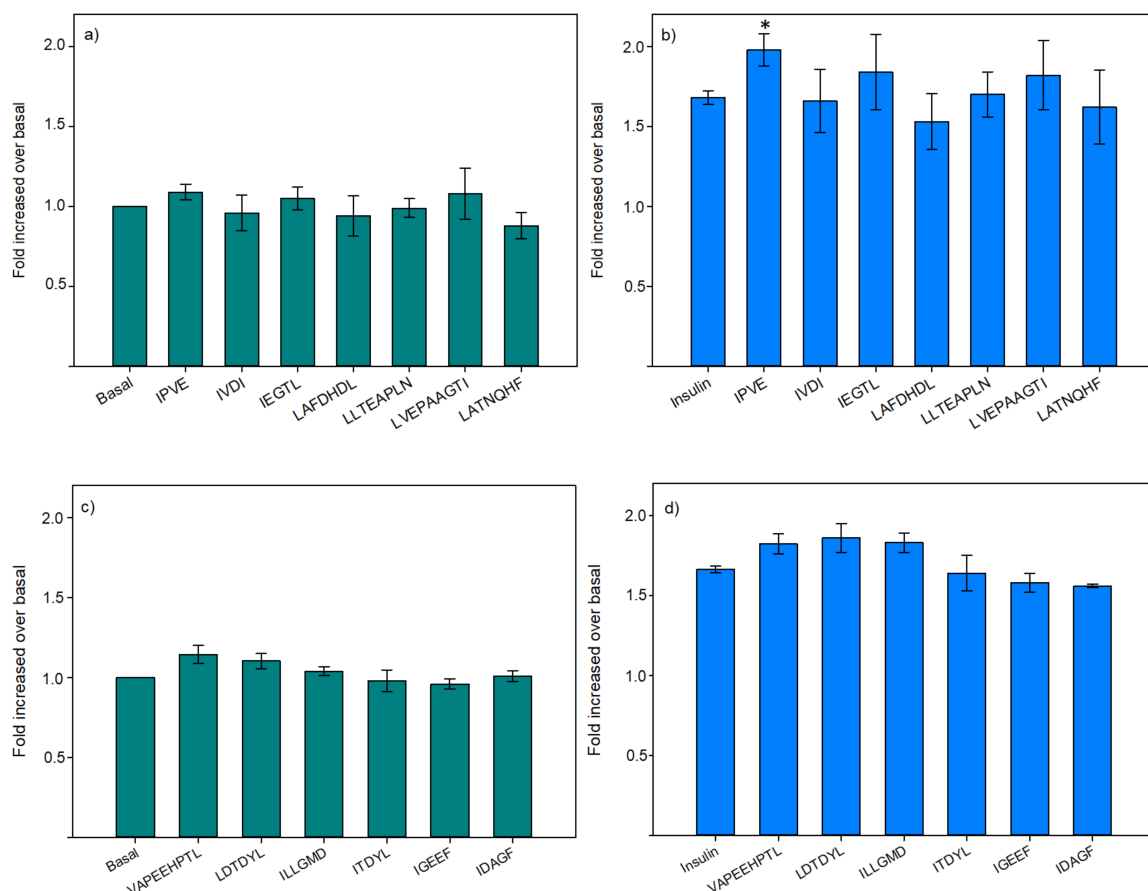 a)
Fold increased over basal
2.0
1.5
1.0
0.5
Basal
IPVE
IVDI
IEGTL
LAFDHDL
LLTEAPLN
LVEPAAGTI
LATNQHF
b)
*
Fold increased over basal
2.0
1.5
1.0
0.5
Insulin
IPVE
IVDI
IEGTL
LAFDHDL
LLTEAPLN
LVEPAAGTI
LATNQHF
c)
Fold increased over basal
2.0
1.5
1.0
0.5
Basal
VAPEEHPTL
LDTDYL
ILLGMD
ITDYL
IGEEF
IDAGF
d)
Fold increased over basal
2.0
1.5
1.0
0.5
Insulin
VAPEEHPTL
LDTDYL
ILLGMD
ITDYL
IGEEF
IDAGF